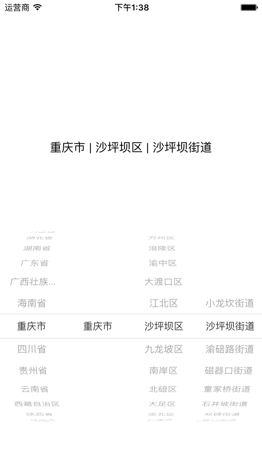 运营商 下午1:38
重庆市 | 沙坪坝区 | 沙坪坝街道
湖南省 涪陵区
广东省 渝中区
广西壮族... 大渡口区
海南省 江北区 小龙坎街道
重庆市 重庆市 沙坪坝区 沙坪坝街道
四川省 九龙坡区 渝碚路街道
贵州省 南岸区 磁器口街道
云南省 北碚区 童家桥街道
西藏自治区 大足区 石井坡街道